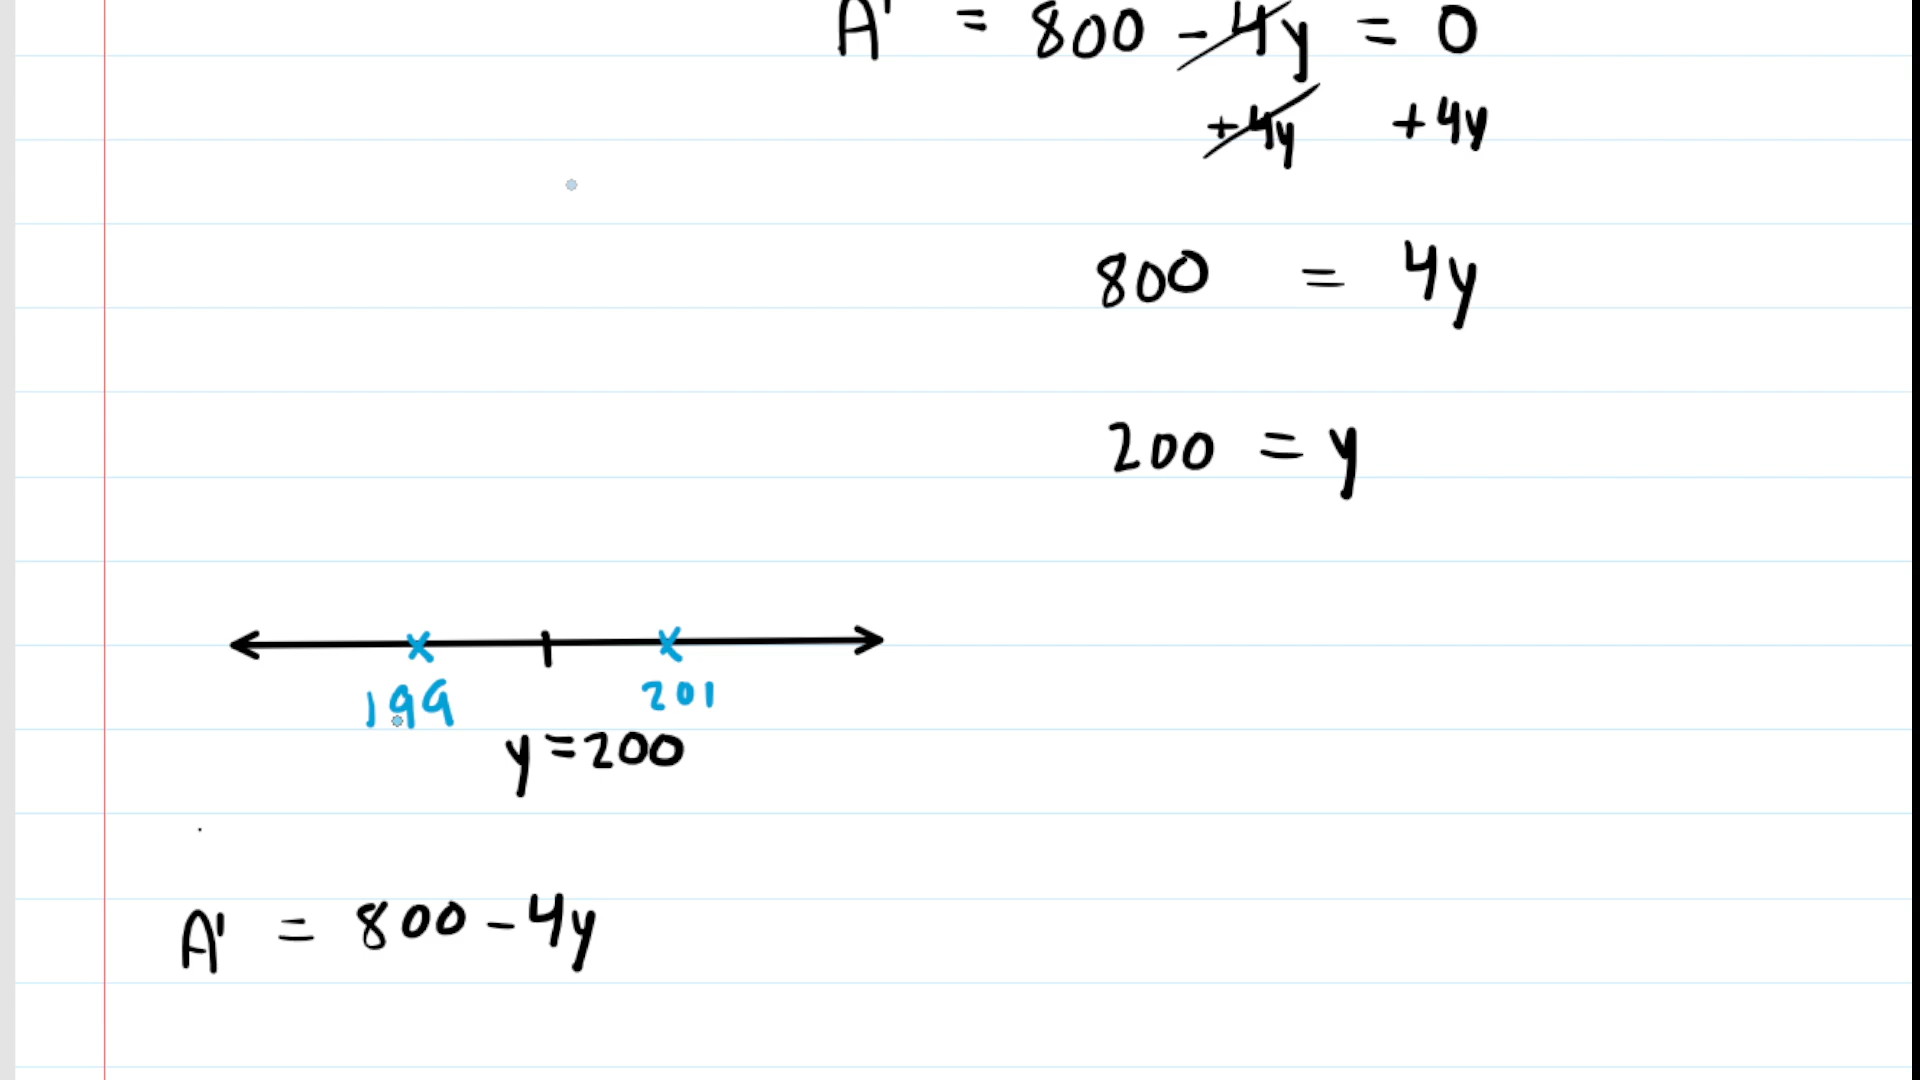 A' = 800 - 4y = 0
+4y +4y
800 = 4y
200 = y
199 201
y = 200
A' = 800 - 4y